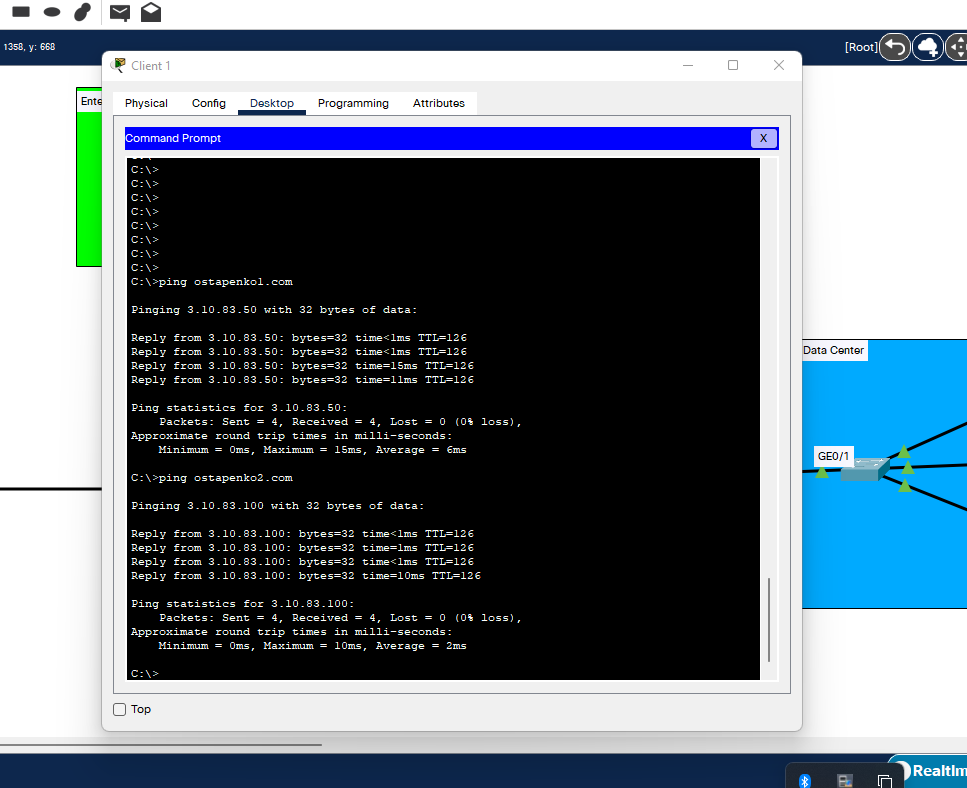 1358, y: 668
[Root]
Client 1
Ente
Physical
Config
Desktop
Programming
Attributes
Command Prompt
X
C:\>
C:\>
C:\>
C:\>
C:\>
C:\>
C:\>
C:\>
C:\>ping ostapenko1.com
Pinging 3.10.83.50 with 32 bytes of data:
Reply from 3.10.83.50: bytes=32 time<1ms TTL=126
Reply from 3.10.83.50: bytes=32 time<1ms TTL=126
Reply from 3.10.83.50: bytes=32 time=15ms TTL=126
Reply from 3.10.83.50: bytes=32 time=11ms TTL=126
Ping statistics for 3.10.83.50:
Packets: Sent = 4, Received = 4, Lost = 0 (0% loss),
Approximate round trip times in milli-seconds:
Minimum = 0ms, Maximum = 15ms, Average = 6ms
C:\>ping ostapenko2.com
Pinging 3.10.83.100 with 32 bytes of data:
Reply from 3.10.83.100: bytes=32 time<1ms TTL=126
Reply from 3.10.83.100: bytes=32 time=1ms TTL=126
Reply from 3.10.83.100: bytes=32 time<1ms TTL=126
Reply from 3.10.83.100: bytes=32 time=10ms TTL=126
Ping statistics for 3.10.83.100:
Packets: Sent = 4, Received = 4, Lost = 0 (0% loss),
Approximate round trip times in milli-seconds:
Minimum = 0ms, Maximum = 10ms, Average = 2ms
C:\>
Data Center
GE0/1
Top
Realtim